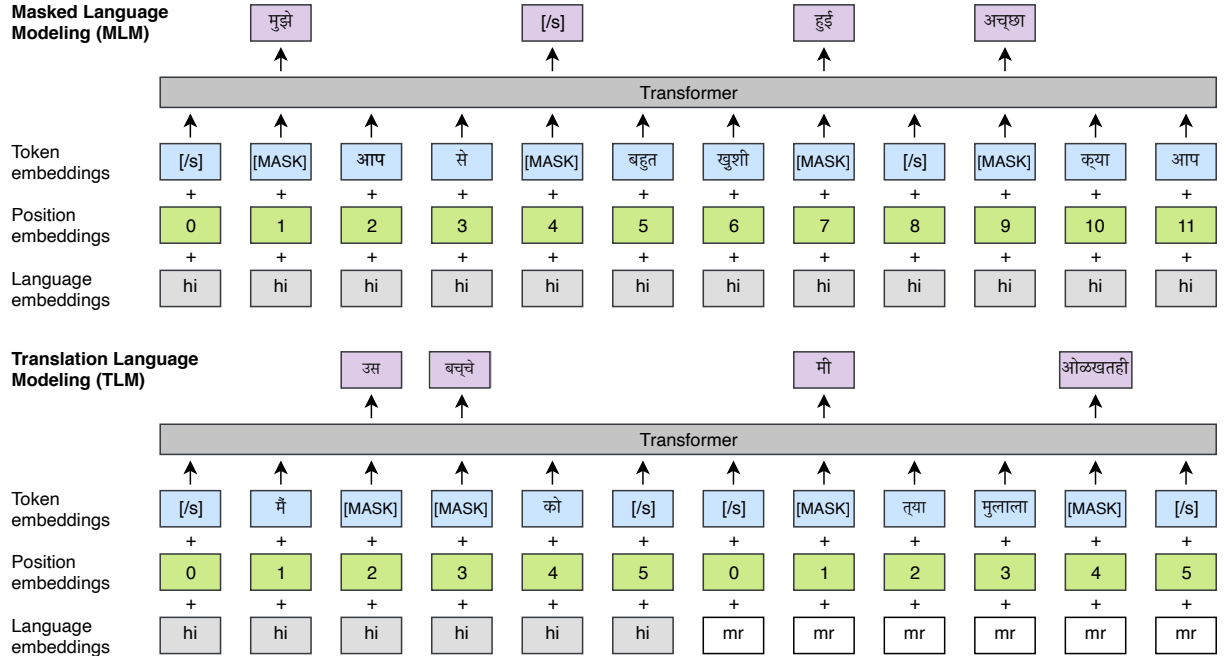 Masked Language
Modeling (MLM)
मुझे [/s] हुई अच्छा
Transformer
Token
embeddings
[/s] [MASK] आप से [MASK] बहुत खुशी [MASK] [/s] [MASK] क्या आप
+ + + + + + + + + + + +
Position
embeddings
0 1 2 3 4 5 6 7 8 9 10 11
+ + + + + + + + + + + +
Language
embeddings
hi hi hi hi hi hi hi hi hi hi hi hi
Translation Language
Modeling (TLM)
उस बच्चे मी ओळखतही
Transformer
Token
embeddings
[/s] मैं [MASK] [MASK] को [/s] [/s] [MASK] त्या मुलाला [MASK] [/s]
+ + + + + + + + + + + +
Position
embeddings
0 1 2 3 4 5 0 1 2 3 4 5
+ + + + + + + + + + + +
Language
embeddings
hi hi hi hi hi hi mr mr mr mr mr mr